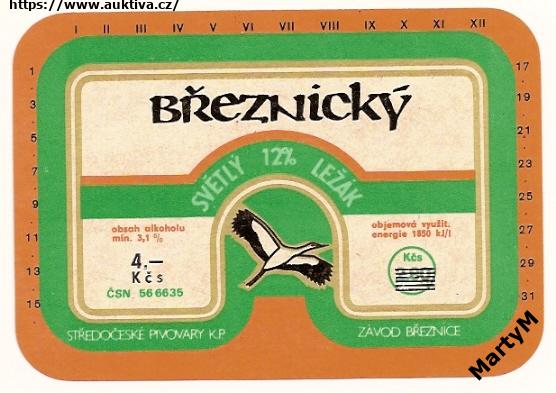 https://www.auktiva.cz/
I II III IV V VI VII VIII IX X XI XII
1
3
5
7
9
11
13
15
17
19
21
23
25
27
29
31
BŘEZNICKÝ
SVĚTLÝ 12% LEŽÁK
obsah alkoholu
min. 3,1 %
4,—
Kčs
ČSN 56 6635
objemová využit.
energie 1850 kJ/l
Kčs
STŘEDOČESKÉ PIVOVARY K.P.
ZÁVOD BŘEZNICE
MartyM